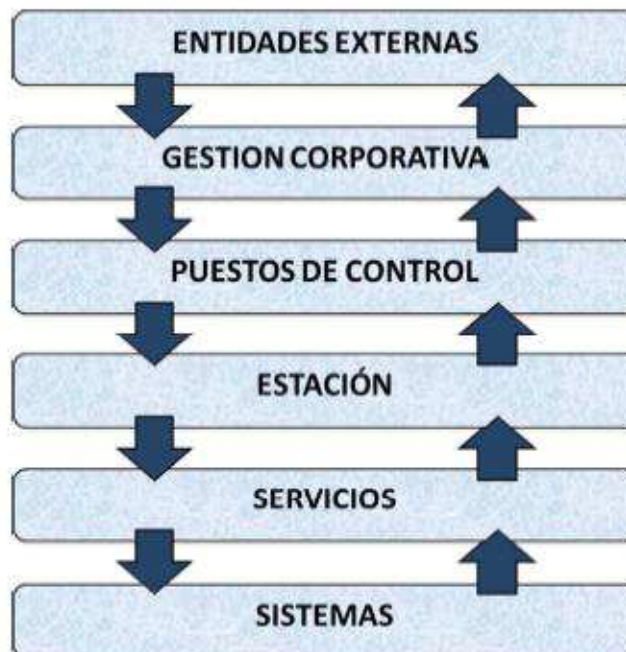 ENTIDADES EXTERNAS
GESTION CORPORATIVA
PUESTOS DE CONTROL
ESTACIÓN
SERVICIOS
SISTEMAS